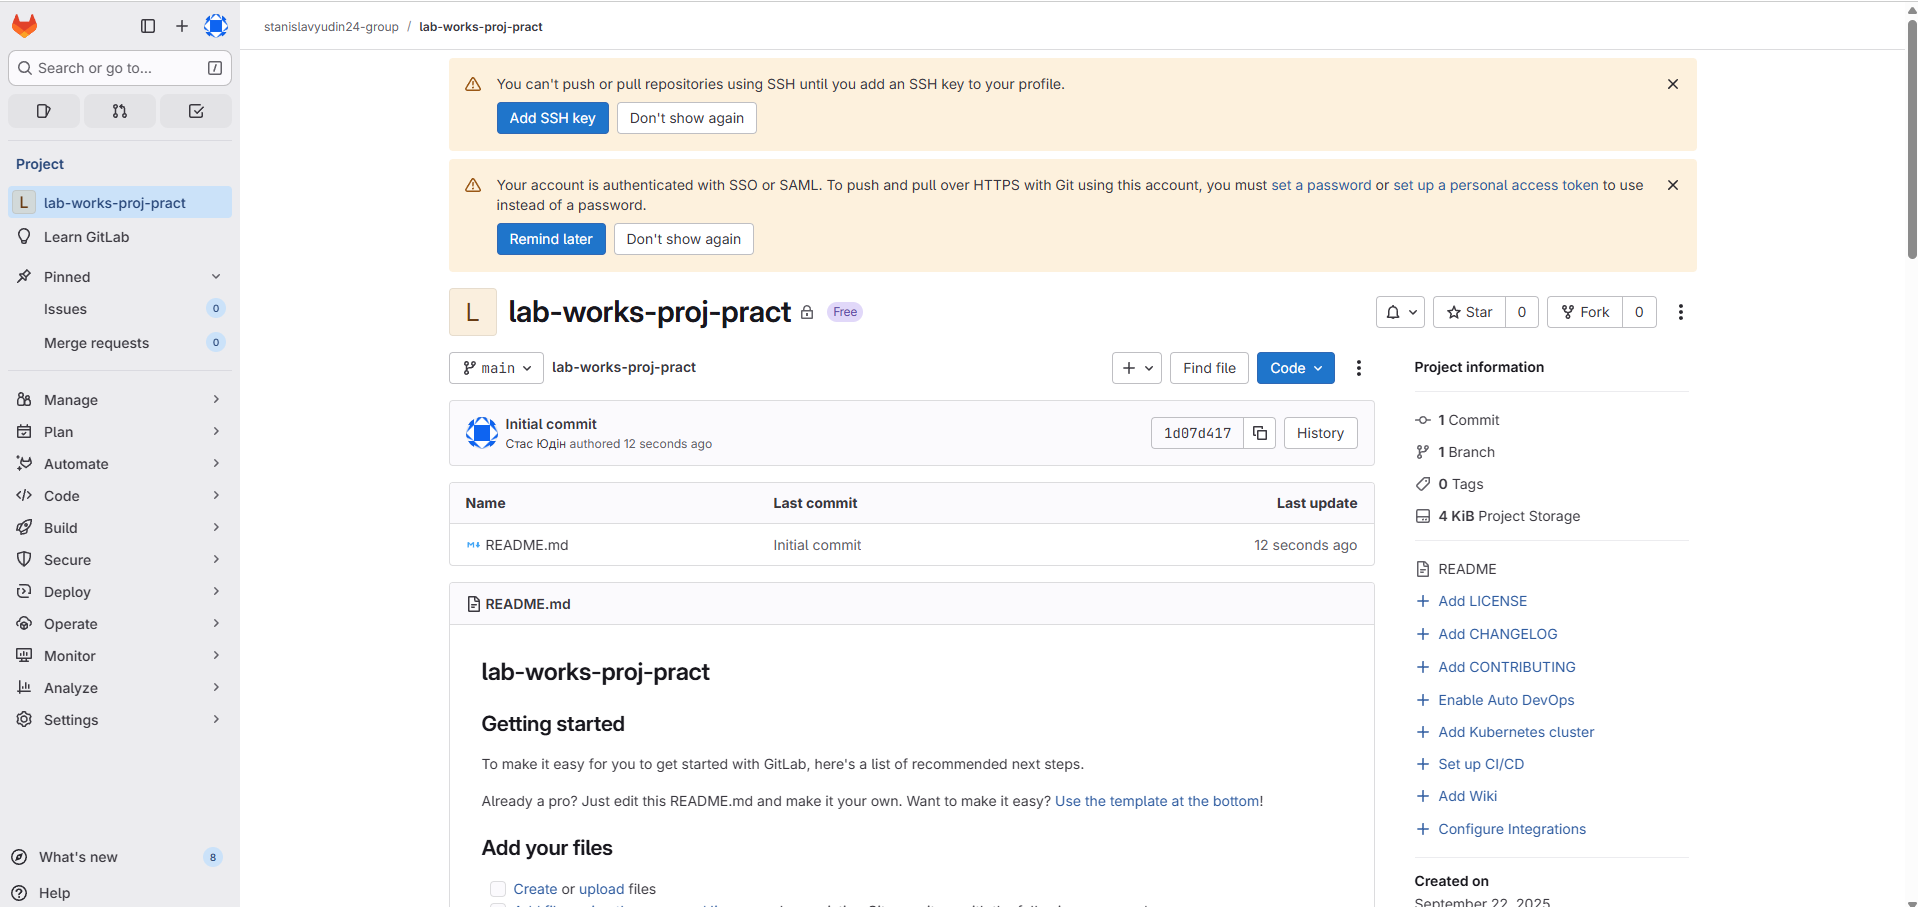 stanislavyudin24-group / lab-works-proj-pract
Search or go to... /
Project
L lab-works-proj-pract
Learn GitLab
Pinned
Issues 0
Merge requests 0
Manage
Plan
Automate
Code
Build
Secure
Deploy
Operate
Monitor
Analyze
Settings
What's new 8
Help
You can't push or pull repositories using SSH until you add an SSH key to your profile.
Add SSH key Don't show again
Your account is authenticated with SSO or SAML. To push and pull over HTTPS with Git using this account, you must set a password or set up a personal access token to use
instead of a password.
Remind later Don't show again
L lab-works-proj-pract Free
Star 0 Fork 0
main lab-works-proj-pract Find file Code
Initial commit
Стас Юдін authored 12 seconds ago
1d07d417 History
Name Last commit Last update
README.md Initial commit 12 seconds ago
README.md
lab-works-proj-pract
Getting started
To make it easy for you to get started with GitLab, here's a list of recommended next steps.
Already a pro? Just edit this README.md and make it your own. Want to make it easy? Use the template at the bottom!
Add your files
Create or upload files
Project information
1 Commit
1 Branch
0 Tags
4 KiB Project Storage
README
Add LICENSE
Add CHANGELOG
Add CONTRIBUTING
Enable Auto DevOps
Add Kubernetes cluster
Set up CI/CD
Add Wiki
Configure Integrations
Created on
September 22, 2025